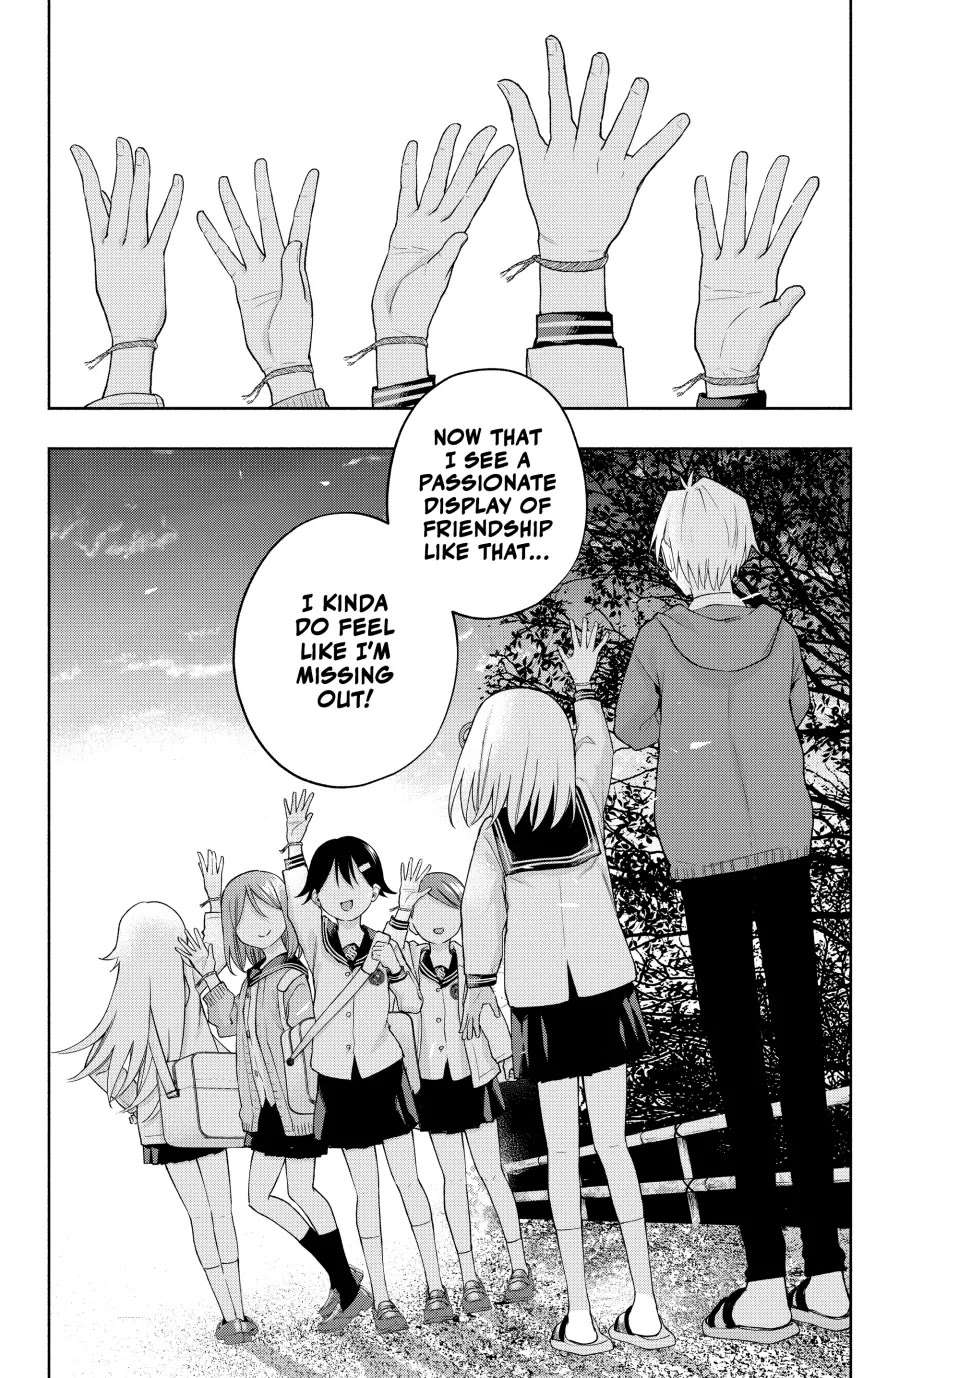 NOW THAT
I SEE A
PASSIONATE
DISPLAY OF
FRIENDSHIP
LIKE THAT...
I KINDA
DO FEEL
LIKE I'M
MISSING
OUT!